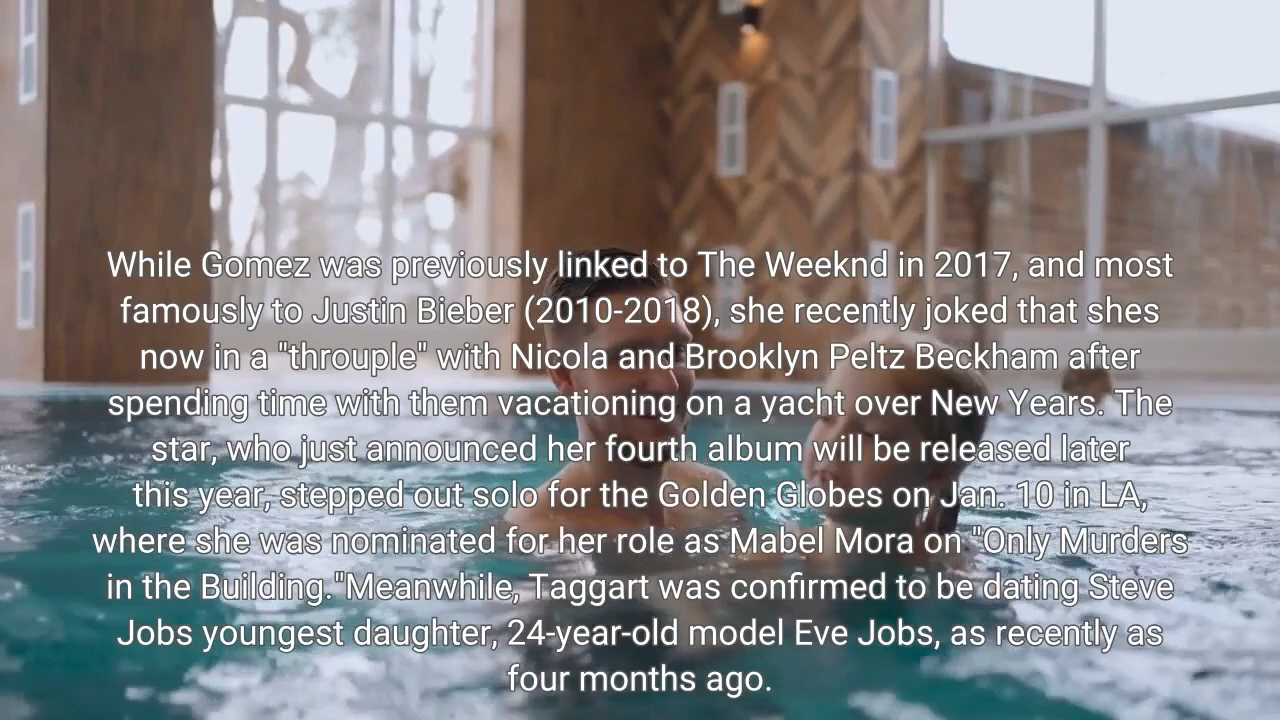 While Gomez was previously linked to The Weeknd in 2017, and most
famously to Justin Bieber (2010-2018), she recently joked that shes
now in a "throuple" with Nicola and Brooklyn Peltz Beckham after
spending time with them vacationing on a yacht over New Years. The
star, who just announced her fourth album will be released later
this year, stepped out solo for the Golden Globes on Jan. 10 in LA,
where she was nominated for her role as Mabel Mora on "Only Murders
in the Building."Meanwhile, Taggart was confirmed to be dating Steve
Jobs youngest daughter, 24-year-old model Eve Jobs, as recently as
four months ago.